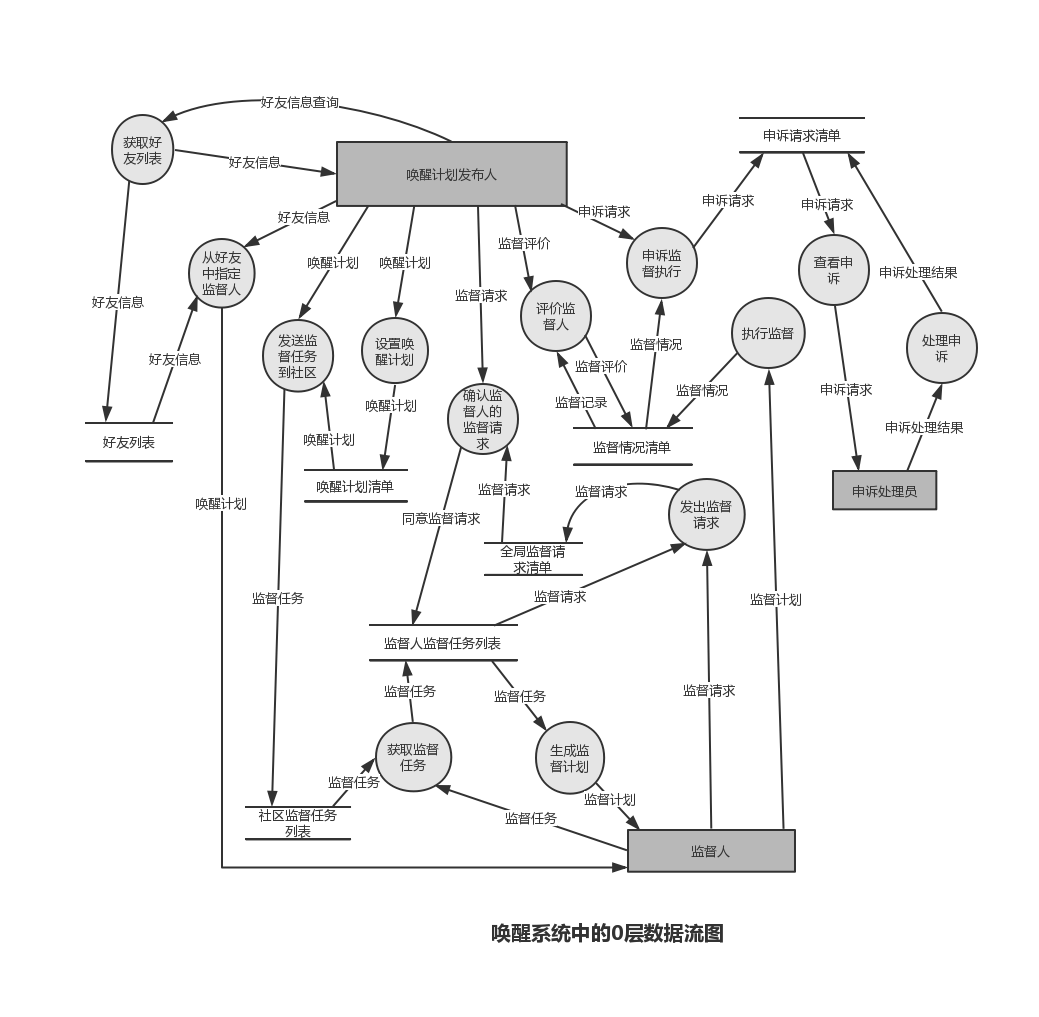 好友信息查询
申诉请求清单
获取好
友列表
好友信息
唤醒计划发布人
申诉请求
申诉请求
申诉请求
好友信息
监督评价
从好友
中指定
监督人
唤醒计划
唤醒计划
申诉监
督执行
查看申
诉
申诉处理结果
好友信息
监督请求
评价监
督人
执行监督
处理申
诉
发送监
督任务
到社区
设置唤
醒计划
监督情况
好友信息
监督评价
申诉请求
监督情况
唤醒计划
监督记录
确认监
督人的
监督请
求
申诉处理结果
好友列表
唤醒计划
监督情况清单
唤醒计划清单
监督请求
监督请求
申诉处理员
唤醒计划
同意监督请求
发出监督
请求
全局监督请
求清单
监督任务
监督请求
监督计划
监督人监督任务列表
监督任务
监督任务
监督请求
获取监督
任务
生成监
督计划
监督任务
监督计划
社区监督任务
列表
监督任务
监督人
唤醒系统中的0层数据流图